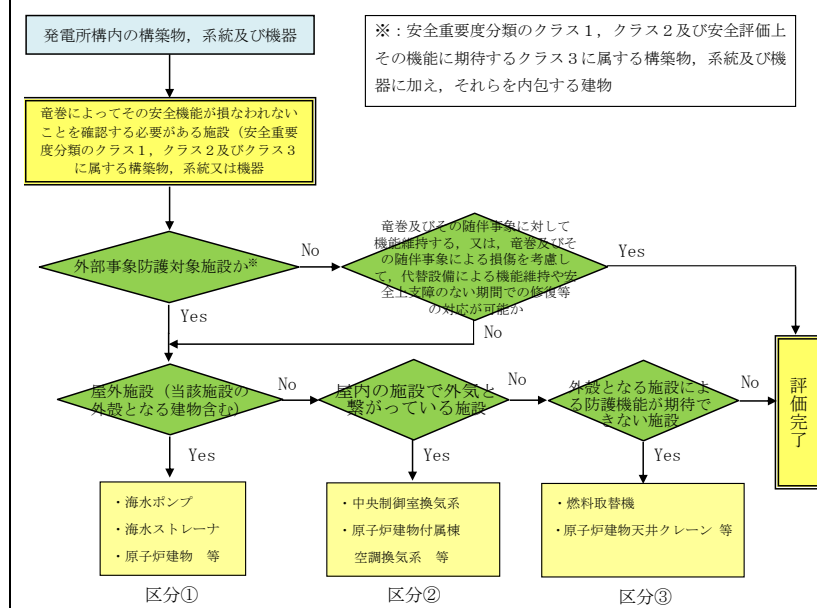 発電所構内の構築物，系統及び機器
※：安全重要度分類のクラス１，クラス２及び安全評価上
その機能に期待するクラス３に属する構築物，系統及び機
器に加え，それらを内包する建物
竜巻によってその安全機能が損なわれない
ことを確認する必要がある施設（安全重要
度分類のクラス１，クラス２及びクラス３
に属する構築物，系統又は機器
外部事象防護対象施設か※
No
竜巻及びその随伴事象に対して
機能維持する，又は，竜巻及びそ
の随伴事象による損傷を考慮し
て，代替設備による機能維持や安
全上支障のない期間での修復等
の対応が可能か
Yes
Yes
No
屋外施設（当該施設の
外殻となる建物含む）
No
屋内の施設で外気と
繋がっている施設
No
外殻となる施設によ
る防護機能が期待で
きない施設
No
評価完了
Yes
Yes
Yes
・海水ポンプ
・海水ストレーナ
・原子炉建物　等
・中央制御室換気系
・原子炉建物付属棟
空調換気系　等
・燃料取替機
・原子炉建物天井クレーン 等
区分①
区分②
区分③